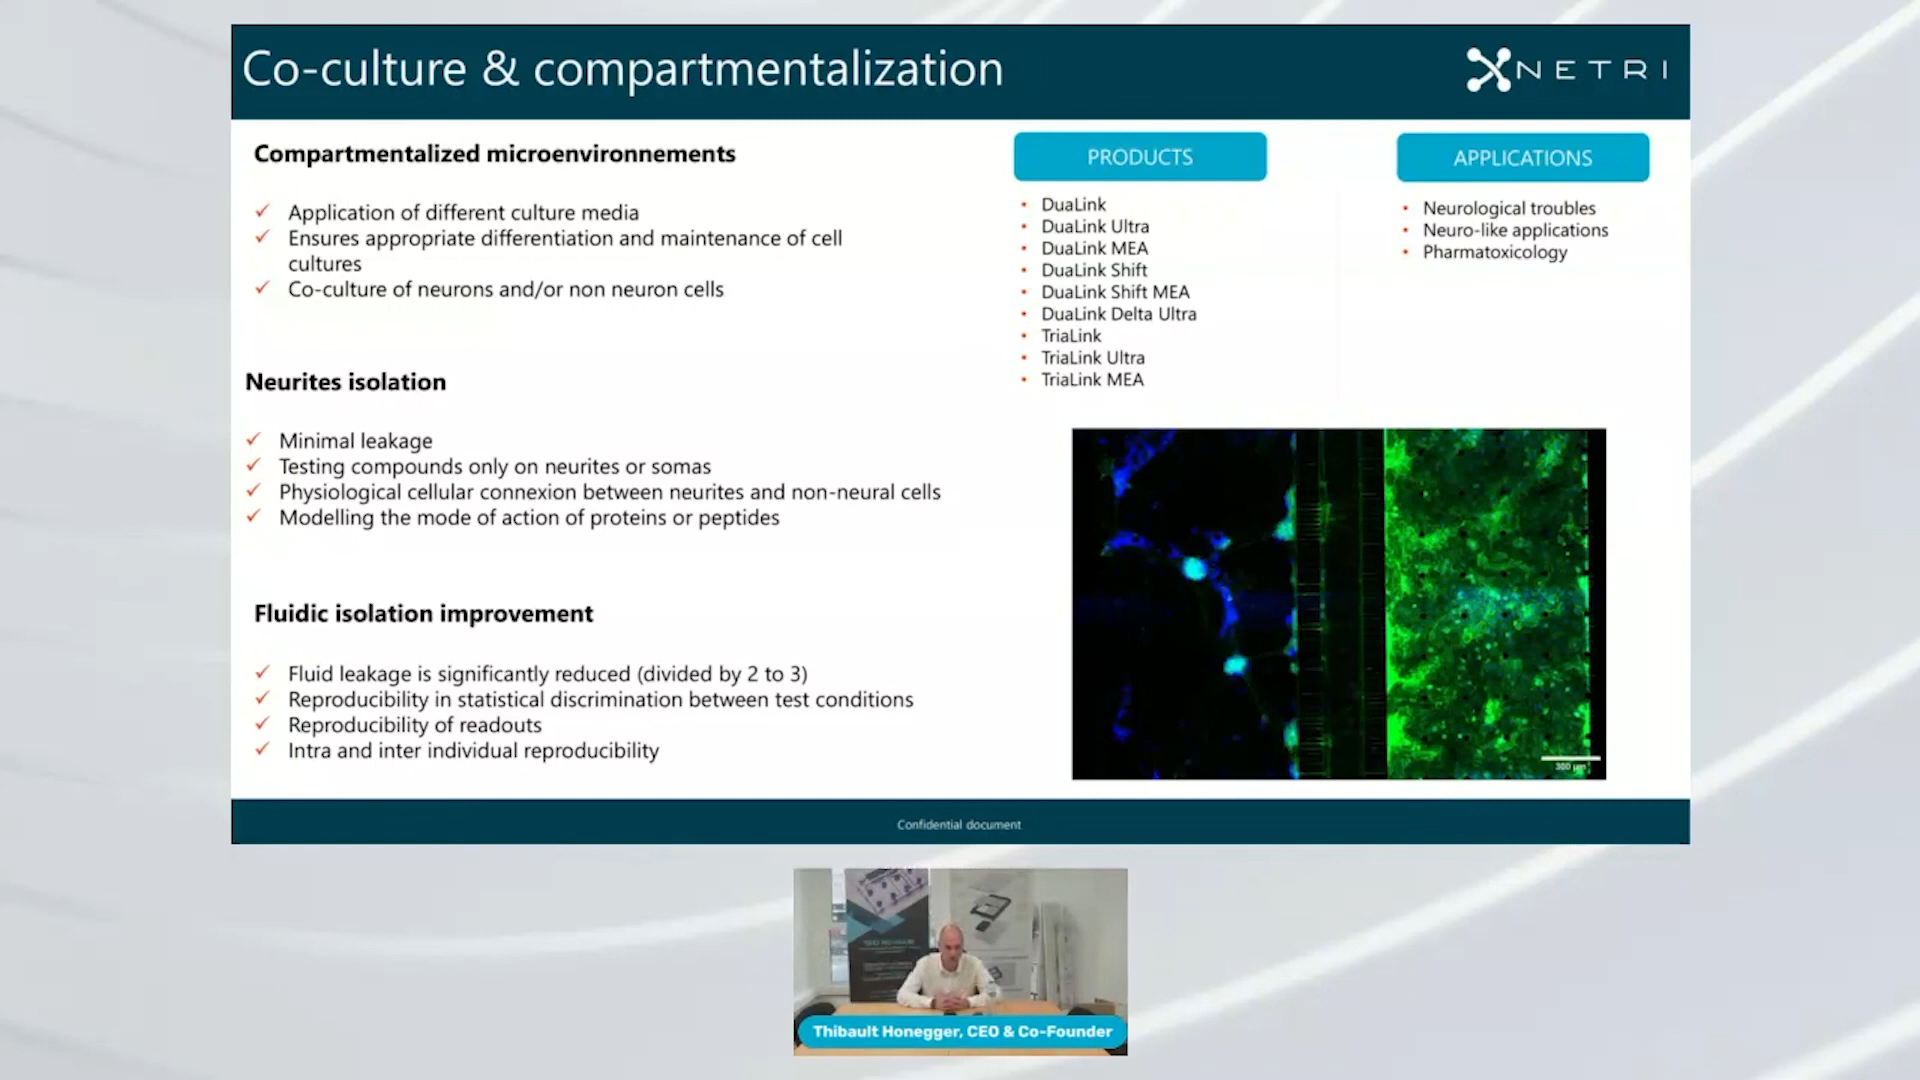 Co-culture & compartmentalization
NETRI
Compartmentalized microenvironnements
Application of different culture media
Ensures appropriate differentiation and maintenance of cell
cultures
Co-culture of neurons and/or non neuron cells
Neurites isolation
Minimal leakage
Testing compounds only on neurites or somas
Physiological cellular connexion between neurites and non-neural cells
Modelling the mode of action of proteins or peptides
Fluidic isolation improvement
Fluid leakage is significantly reduced (divided by 2 to 3)
Reproducibility in statistical discrimination between test conditions
Reproducibility of readouts
Intra and inter individual reproducibility
PRODUCTS
DuaLink
DuaLink Ultra
DuaLink MEA
DuaLink Shift
DuaLink Shift MEA
DuaLink Delta Ultra
TriaLink
TriaLink Ultra
TriaLink MEA
APPLICATIONS
Neurological troubles
Neuro-like applications
Pharmatoxicology
300 µm
Confidential document
Thibault Honegger, CEO & Co-Founder